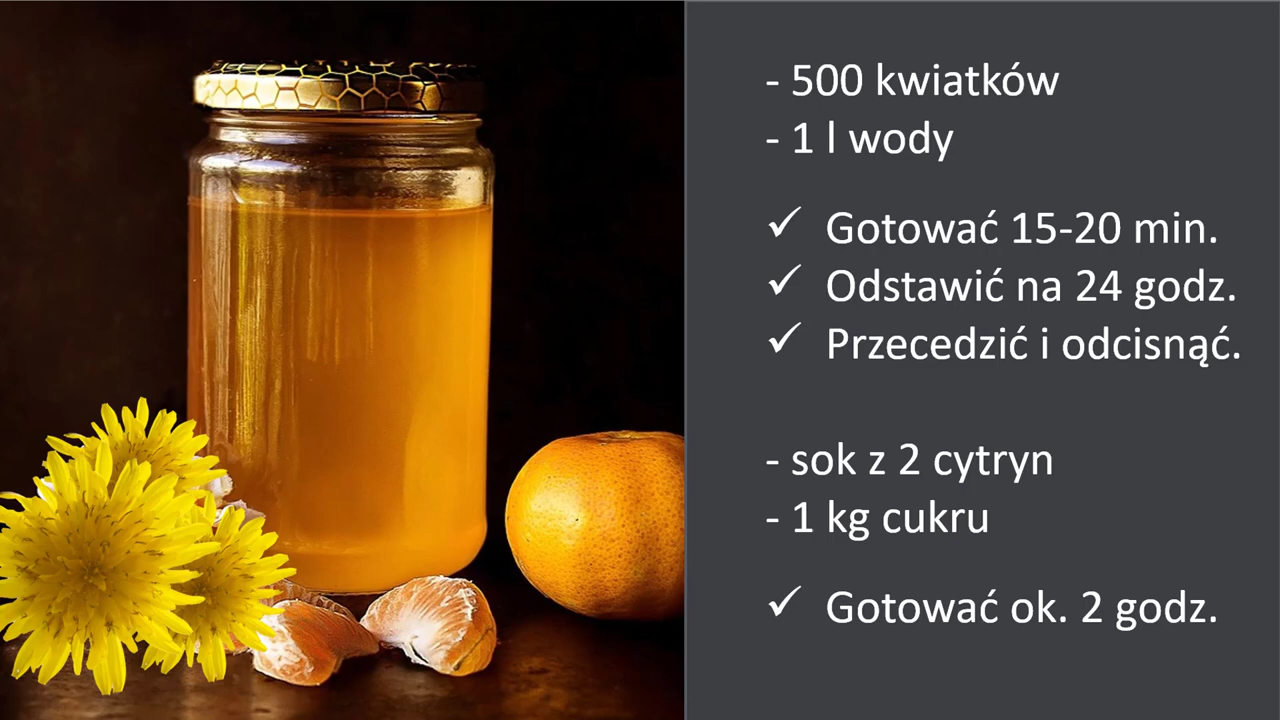 - 500 kwiatków
- 1 l wody
✓ Gotować 15-20 min.
✓ Odstawić na 24 godz.
✓ Przecedzić i odcisnąć.
- sok z 2 cytryn
- 1 kg cukru
✓ Gotować ok. 2 godz.